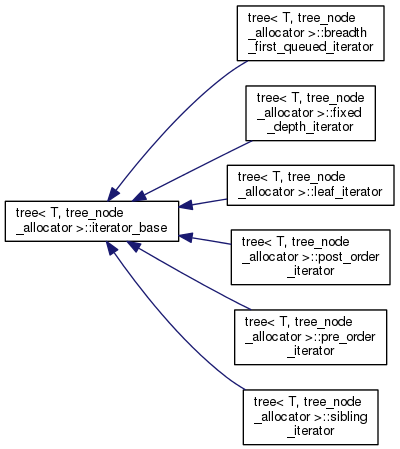 tree< T, tree_node
_allocator >::breadth
_first_queued_iterator
tree< T, tree_node
_allocator >::fixed
_depth_iterator
tree< T, tree_node
_allocator >::leaf_iterator
tree< T, tree_node
_allocator >::iterator_base
tree< T, tree_node
_allocator >::post_order
_iterator
tree< T, tree_node
_allocator >::pre_order
_iterator
tree< T, tree_node
_allocator >::sibling
_iterator